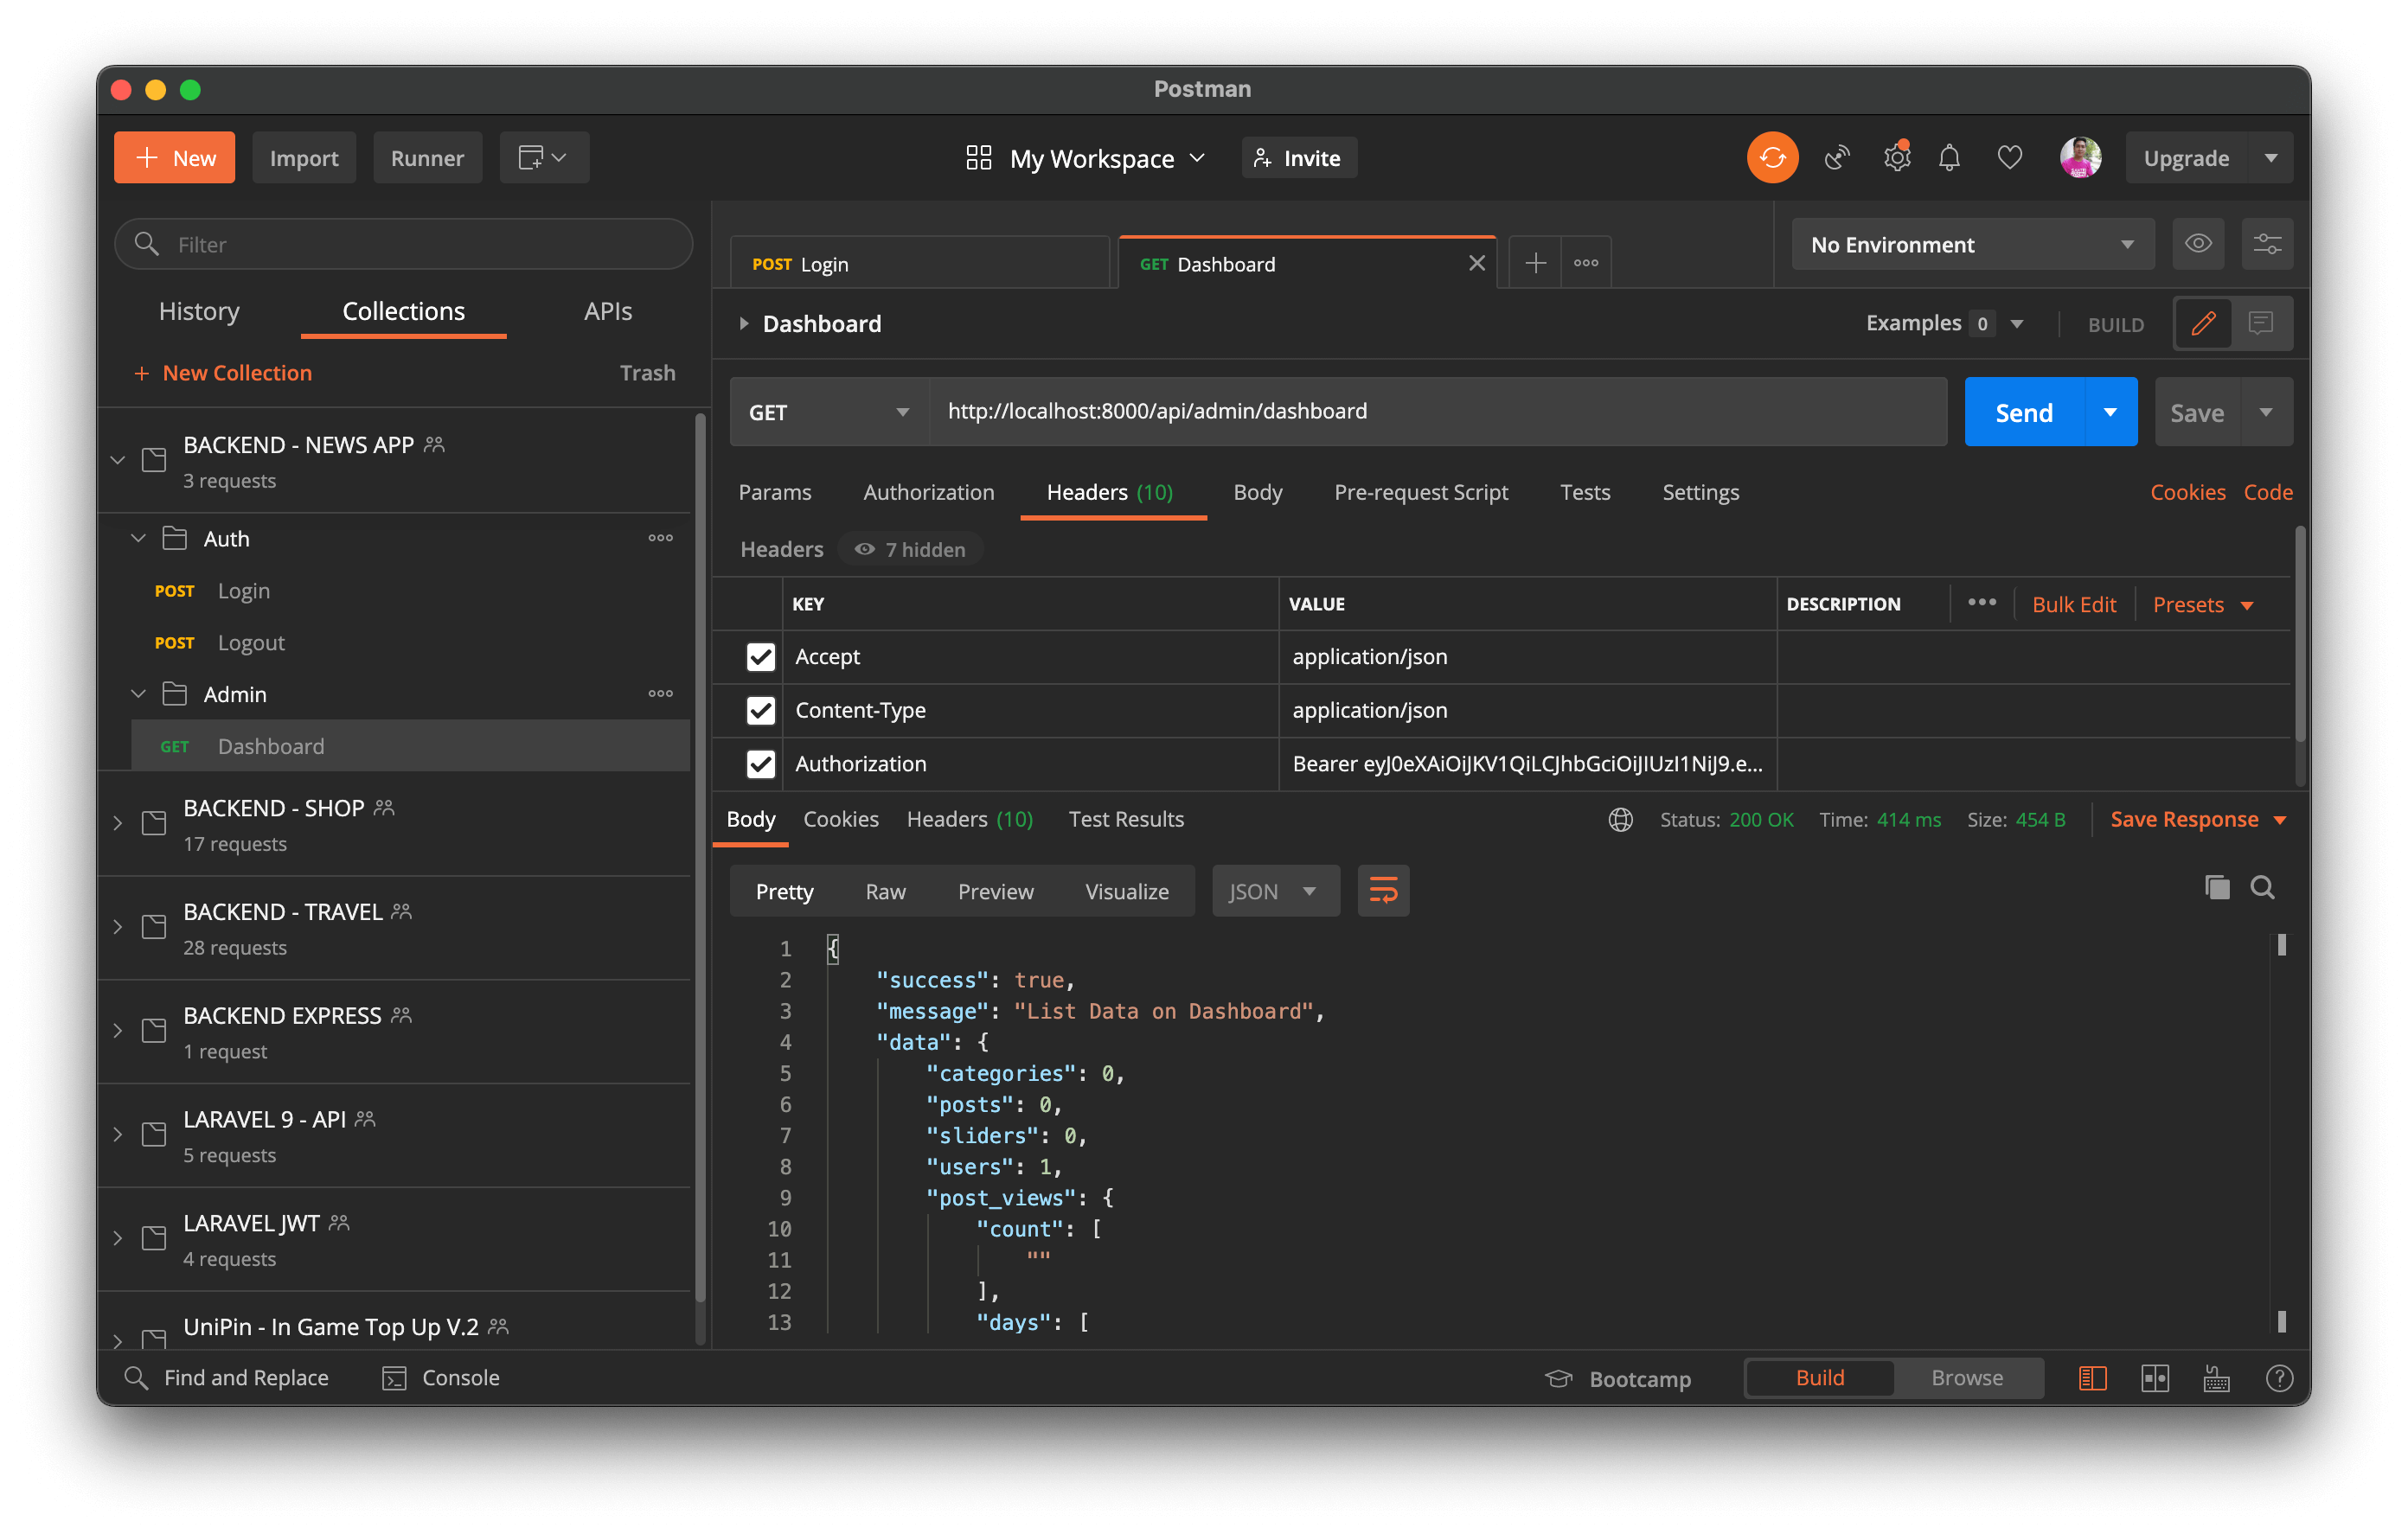 Postman
New
Import
Runner
My Workspace
Invite
Upgrade
Filter
History
Collections
APIs
+ New Collection
Trash
BACKEND - NEWS APP
3 requests
Auth
POST Login
POST Logout
Admin
GET Dashboard
BACKEND - SHOP
17 requests
BACKEND - TRAVEL
28 requests
BACKEND EXPRESS
1 request
LARAVEL 9 - API
5 requests
LARAVEL JWT
4 requests
UniPin - In Game Top Up V.2
POST Login
GET Dashboard
No Environment
Dashboard
Examples 0
BUILD
GET
http://localhost:8000/api/admin/dashboard
Send
Save
Params
Authorization
Headers (10)
Body
Pre-request Script
Tests
Settings
Cookies
Code
Headers
7 hidden
KEY
VALUE
DESCRIPTION
Bulk Edit
Presets
Accept
application/json
Content-Type
application/json
Authorization
Bearer eyJ0eXAiOiJKV1QiLCJhbGciOiJIUzI1NiJ9.e...
Body
Cookies
Headers (10)
Test Results
Status: 200 OK
Time: 414 ms
Size: 454 B
Save Response
Pretty
Raw
Preview
Visualize
JSON
1 {
2 "success": true,
3 "message": "List Data on Dashboard",
4 "data": {
5 "categories": 0,
6 "posts": 0,
7 "sliders": 0,
8 "users": 1,
9 "post_views": {
10 "count": [
11 ""
12 ],
13 "days": [
Find and Replace
Console
Bootcamp
Build
Browse